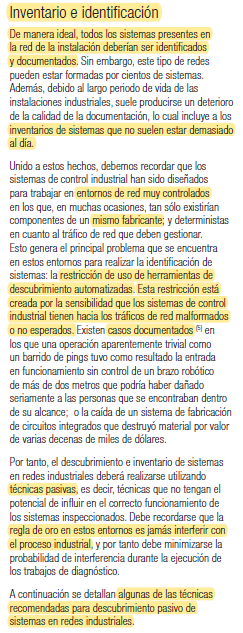 Inventario e identificación
De manera ideal, todos los sistemas presentes en
la red de la instalación deberían ser identificados
y documentados. Sin embargo, este tipo de redes
pueden estar formadas por cientos de sistemas.
Además, debido al largo periodo de vida de las
instalaciones industriales, suele producirse un deterioro
de la calidad de la documentación, lo cual incluye a los
inventarios de sistemas que no suelen estar demasiado
al día.
Unido a estos hechos, debemos recordar que los
sistemas de control industrial han sido diseñados
para trabajar en entornos de red muy controlados
en los que, en muchas ocasiones, tan sólo existirían
componentes de un mismo fabricante; y deterministas
en cuanto al tráfico de red que deben gestionar.
Esto genera el principal problema que se encuentra
en estos entornos para realizar la identificación de
sistemas: la restricción de uso de herramientas de
descubrimiento automatizadas. Esta restricción está
creada por la sensibilidad que los sistemas de control
industrial tienen hacia los tráficos de red malformados
o no esperados. Existen casos documentados (5) en
los que una operación aparentemente trivial como
un barrido de pings tuvo como resultado la entrada
en funcionamiento sin control de un brazo robótico
de más de dos metros que podría haber dañado
seriamente a las personas que se encontraban dentro
de su alcance; o la caída de un sistema de fabricación
de circuitos integrados que destruyó material por valor
de varias decenas de miles de dólares.
Por tanto, el descubrimiento e inventario de sistemas
en redes industriales deberá realizarse utilizando
técnicas pasivas, es decir, técnicas que no tengan el
potencial de influir en el correcto funcionamiento de
los sistemas inspeccionados. Debe recordarse que la
regla de oro en estos entornos es jamás interferir con
el proceso industrial, y por tanto debe minimizarse la
probabilidad de interferencia durante la ejecución de
los trabajos de diagnóstico.
A continuación se detallan algunas de las técnicas
recomendadas para descubrimiento pasivo de
sistemas en redes industriales.